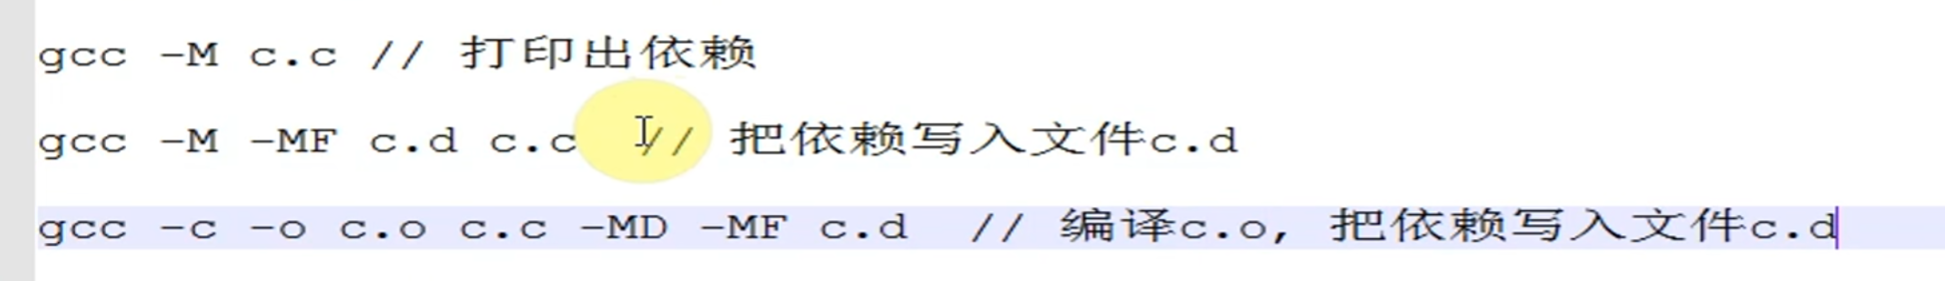 gcc -M c.c // 打印出依赖
gcc -M -MF c.d c.c  // 把依赖写入文件c.d
gcc -c -o c.o c.c -MD -MF c.d  // 编译c.o, 把依赖写入文件c.d